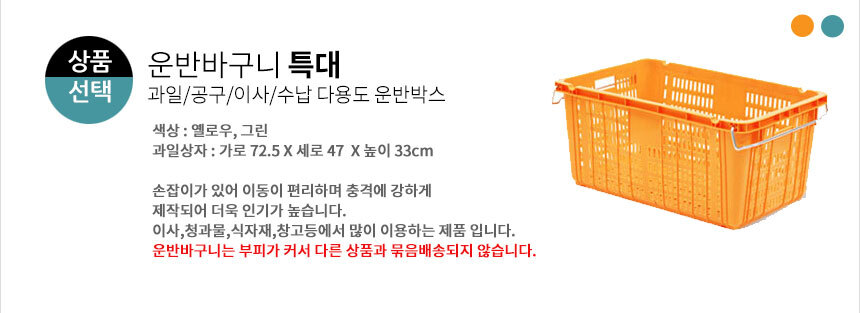 상품
선택
운반바구니 특대
과일/공구/이사/수납 다용도 운반박스
색상 : 옐로우, 그린
과일상자 : 가로 72.5 X 세로 47 X 높이 33cm
손잡이가 있어 이동이 편리하며 충격에 강하게
제작되어 더욱 인기가 높습니다.
이사,청과물,식자재,창고등에서 많이 이용하는 제품 입니다.
운반바구니는 부피가 커서 다른 상품과 묶음배송되지 않습니다.